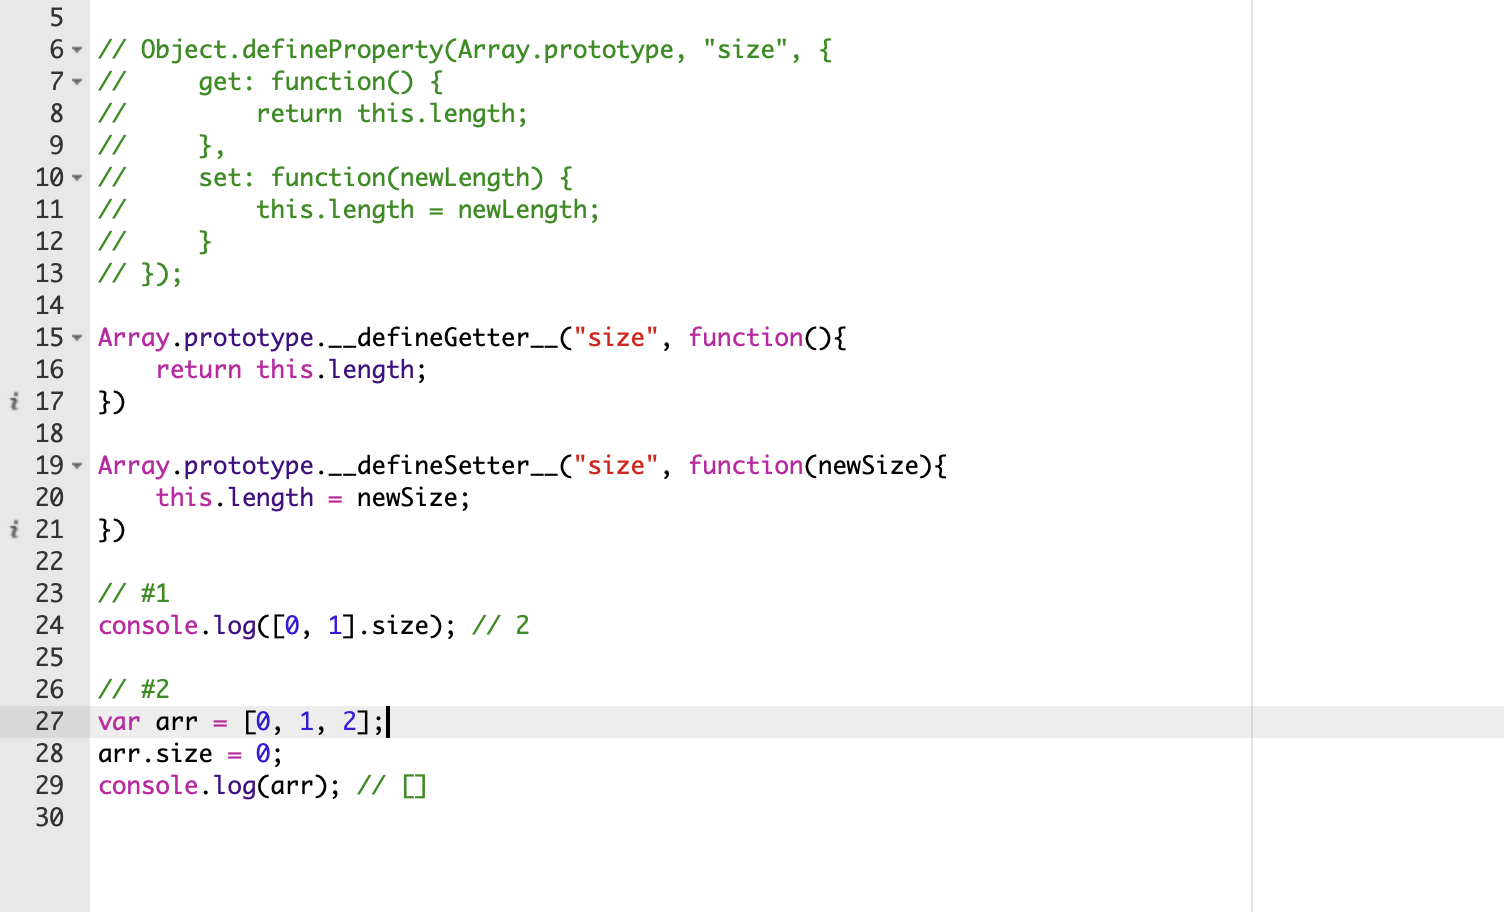 5
6 // Object.defineProperty(Array.prototype, "size", {
7 //     get: function() {
8 //         return this.length;
9 //     },
10 //     set: function(newLength) {
11 //         this.length = newLength;
12 //     }
13 // });
14
15 Array.prototype.__defineGetter__("size", function(){
16     return this.length;
i 17 })
18
19 Array.prototype.__defineSetter__("size", function(newSize){
20     this.length = newSize;
i 21 })
22
23 // #1
24 console.log([0, 1].size); // 2
25
26 // #2
27 var arr = [0, 1, 2];
28 arr.size = 0;
29 console.log(arr); // []
30